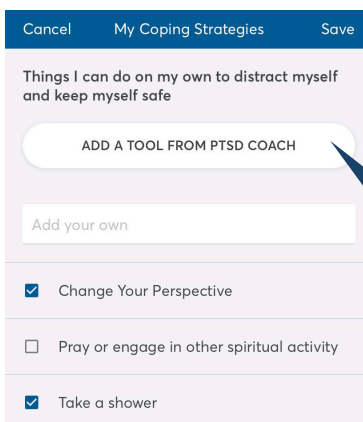 Cancel My Coping Strategies Save
Things I can do on my own to distract myself
and keep myself safe
ADD A TOOL FROM PTSD COACH
Add your own
Change Your Perspective
Pray or engage in other spiritual activity
Take a shower